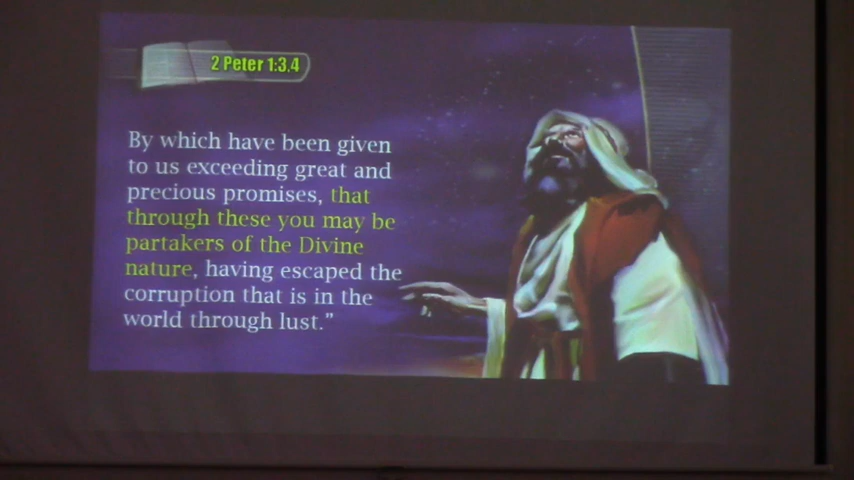 2 Peter 1:3,4
By which have been given
to us exceeding great and
precious promises, that
through these you may be
partakers of the Divine
nature, having escaped the
corruption that is in the
world through lust.”